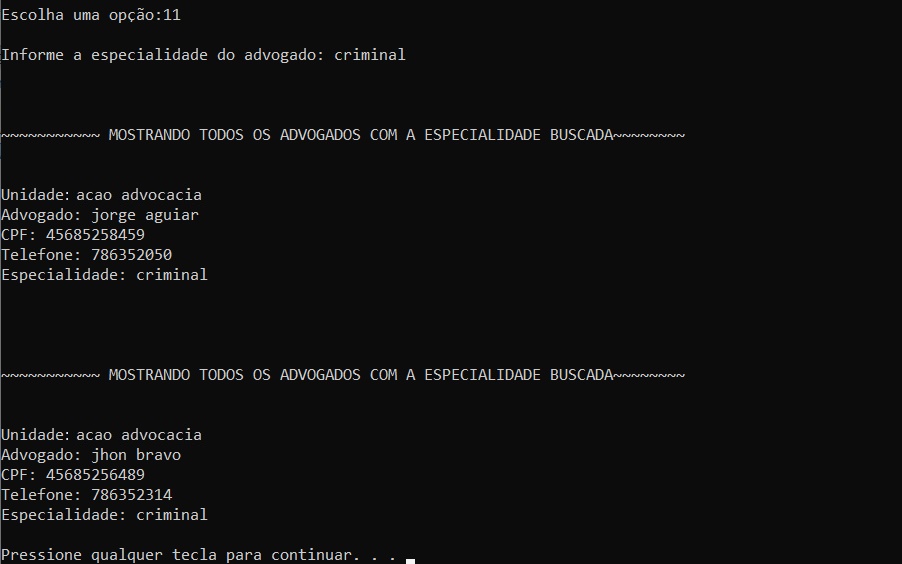 Escolha uma opção:11
Informe a especialidade do advogado: criminal
~~~~~~~~~~~ MOSTRANDO TODOS OS ADVOGADOS COM A ESPECIALIDADE BUSCADA~~~~~~~~
Unidade: acao advocacia
Advogado: jorge aguiar
CPF: 45685258459
Telefone: 786352050
Especialidade: criminal
~~~~~~~~~~~ MOSTRANDO TODOS OS ADVOGADOS COM A ESPECIALIDADE BUSCADA~~~~~~~~
Unidade: acao advocacia
Advogado: jhon bravo
CPF: 45685256489
Telefone: 786352314
Especialidade: criminal
Pressione qualquer tecla para continuar. . .